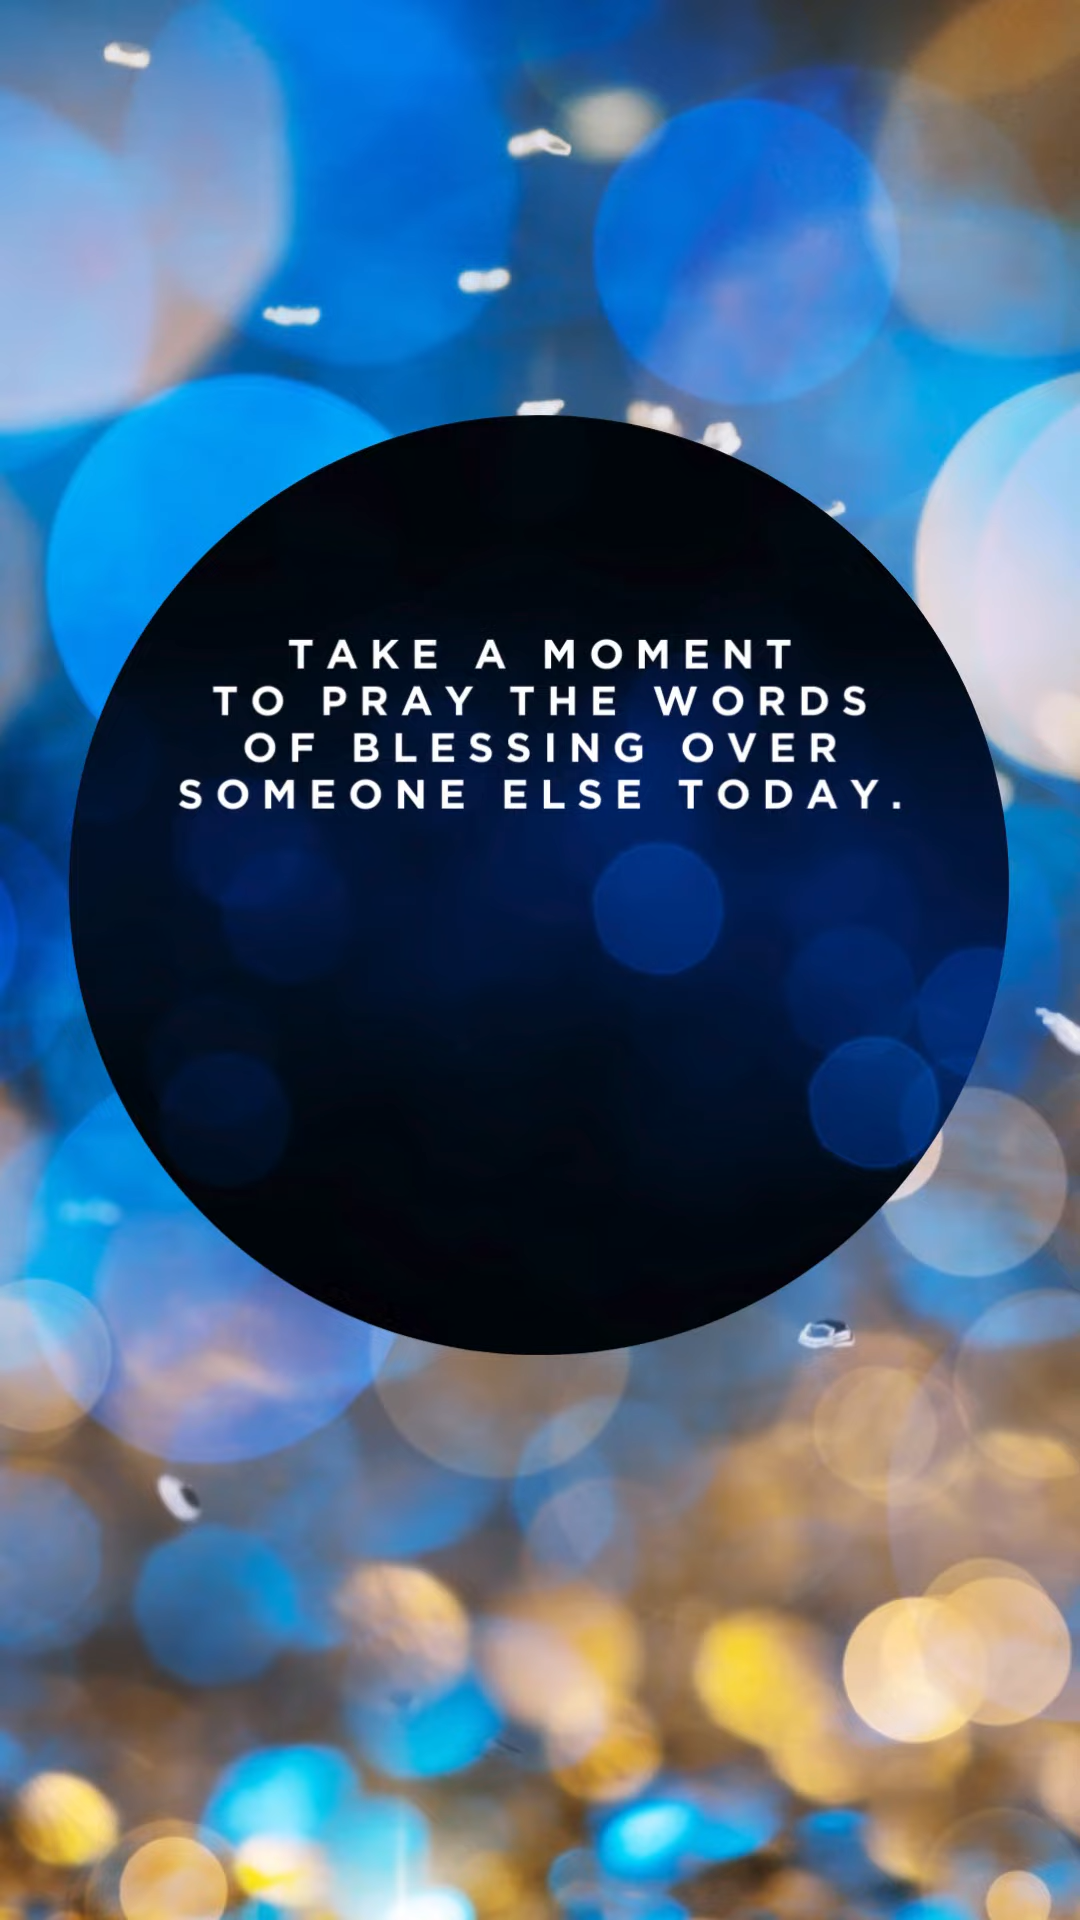 TAKE A MOMENT
TO PRAY THE WORDS
OF BLESSING OVER
SOMEONE ELSE TODAY.